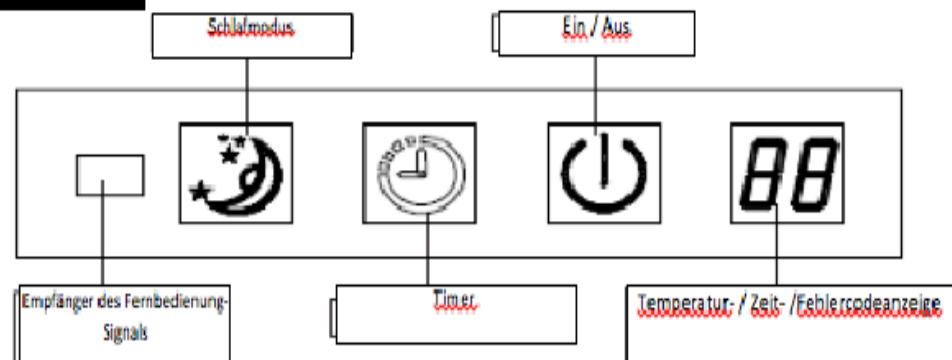 Schlafmodus
Ein / Aus
88
Empfänger des Fernbedienung-
Signals
Timer
Temperatur- / Zeit- /Fehlercodeanzeige